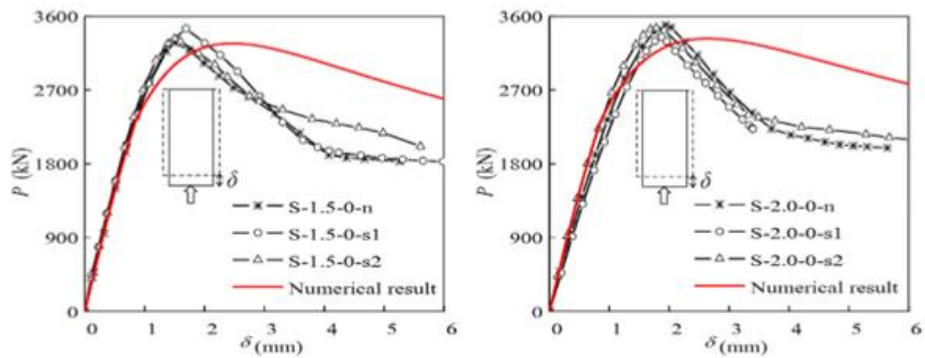 3600
2700
1800
900
0
P (kN)
δ
S-1.5-0-n
S-1.5-0-s1
S-1.5-0-s2
Numerical result
0 1 2 3 4 5 6
δ (mm)
3600
2700
1800
900
0
P (kN)
δ
S-2.0-0-n
S-2.0-0-s1
S-2.0-0-s2
Numerical result
0 1 2 3 4 5 6
δ (mm)